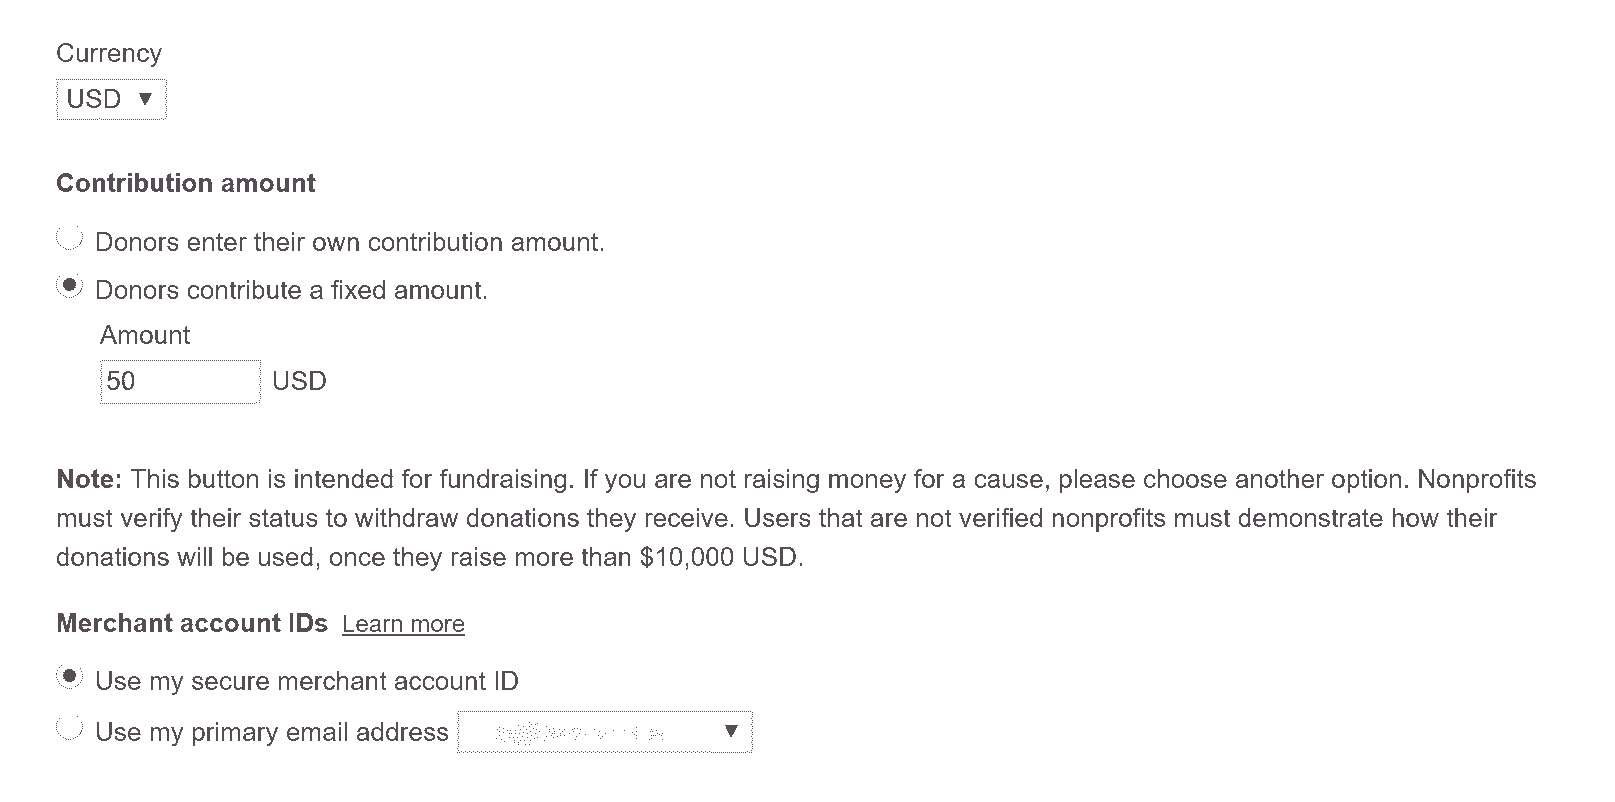 Currency
USD ▼
Contribution amount
Donors enter their own contribution amount.
Donors contribute a fixed amount.
Amount
50 USD
Note: This button is intended for fundraising. If you are not raising money for a cause, please choose another option. Nonprofits
must verify their status to withdraw donations they receive. Users that are not verified nonprofits must demonstrate how their
donations will be used, once they raise more than $10,000 USD.
Merchant account IDs Learn more
Use my secure merchant account ID
Use my primary email address ▼